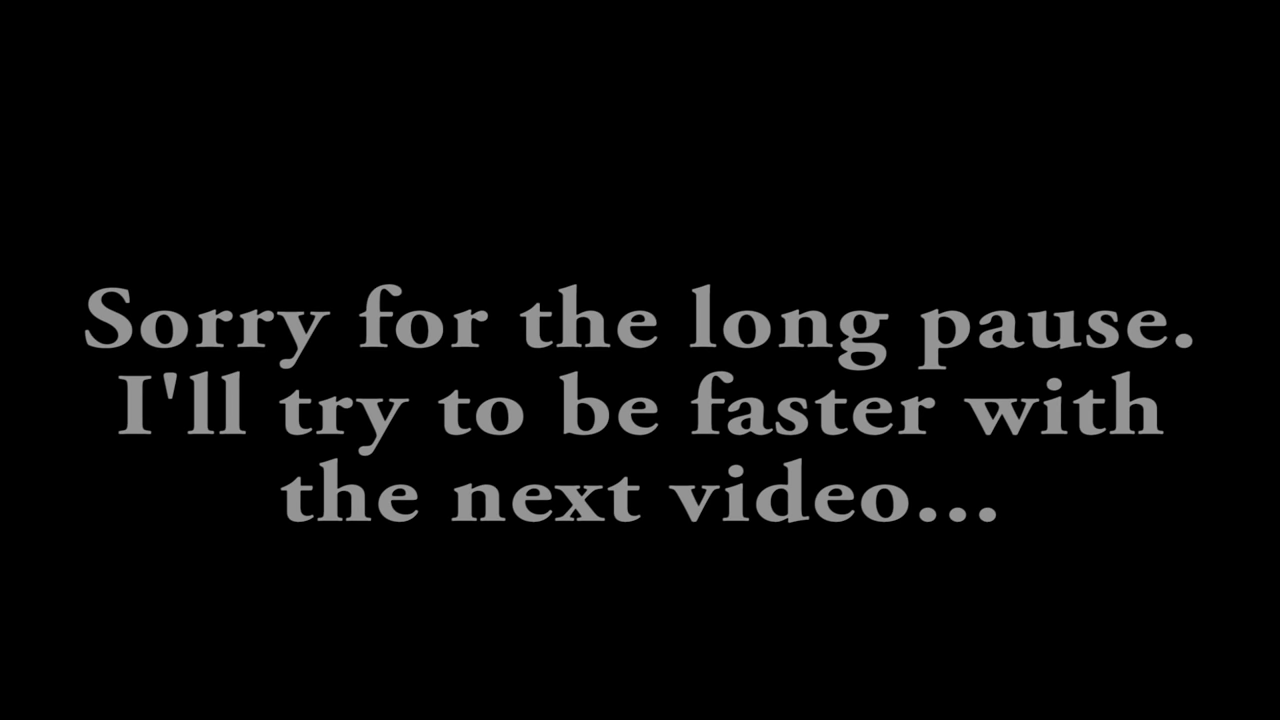 Sorry for the long pause.
I'll try to be faster with
the next video...